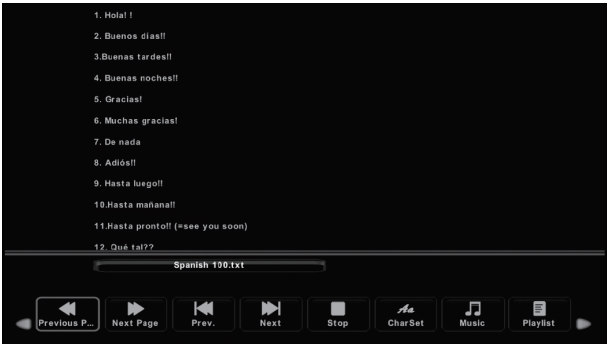 1. Hola! !
2. Buenos días!!
3.Buenas tardes!!
4. Buenas noches!!
5. Gracias!
6. Muchas gracias!
7. De nada
8. Adiós!!
9. Hasta luego!!
10.Hasta mañana!!
11.Hasta pronto!! (=see you soon)
12. Qué tal??
Spanish 100.txt
Previous P... Next Page Prev. Next Stop CharSet Music Playlist